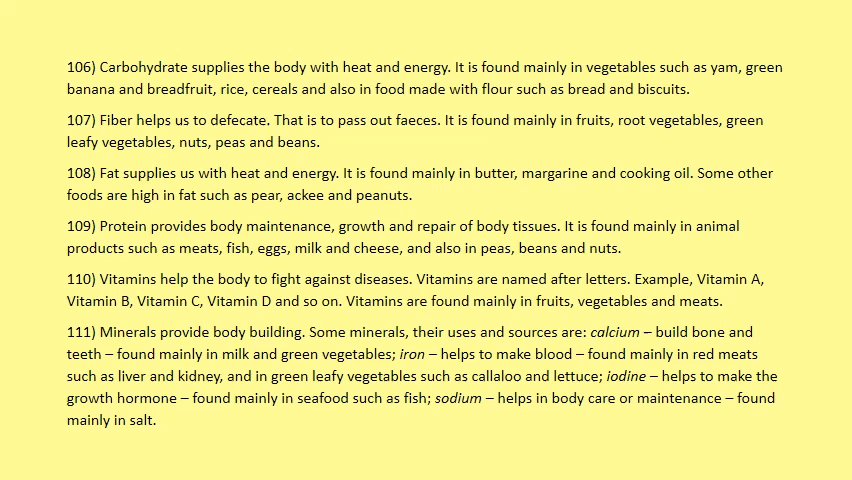 106) Carbohydrate supplies the body with heat and energy. It is found mainly in vegetables such as yam, green
banana and breadfruit, rice, cereals and also in food made with flour such as bread and biscuits.
107) Fiber helps us to defecate. That is to pass out faeces. It is found mainly in fruits, root vegetables, green
leafy vegetables, nuts, peas and beans.
108) Fat supplies us with heat and energy. It is found mainly in butter, margarine and cooking oil. Some other
foods are high in fat such as pear, ackee and peanuts.
109) Protein provides body maintenance, growth and repair of body tissues. It is found mainly in animal
products such as meats, fish, eggs, milk and cheese, and also in peas, beans and nuts.
110) Vitamins help the body to fight against diseases. Vitamins are named after letters. Example, Vitamin A,
Vitamin B, Vitamin C, Vitamin D and so on. Vitamins are found mainly in fruits, vegetables and meats.
111) Minerals provide body building. Some minerals, their uses and sources are: calcium – build bone and
teeth – found mainly in milk and green vegetables; iron – helps to make blood – found mainly in red meats
such as liver and kidney, and in green leafy vegetables such as callaloo and lettuce; iodine – helps to make the
growth hormone – found mainly in seafood such as fish; sodium – helps in body care or maintenance – found
mainly in salt.